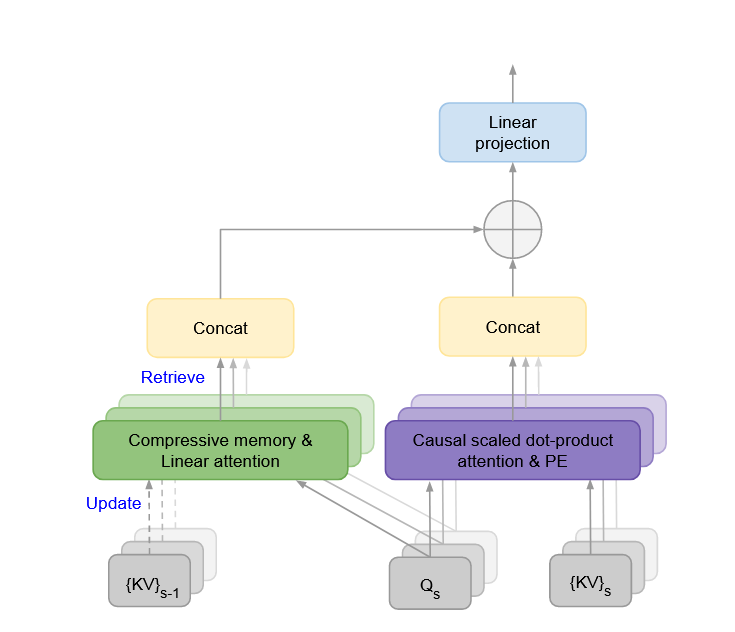 Linear
projection
Concat
Concat
Retrieve
Compressive memory &
Linear attention
Causal scaled dot-product
attention & PE
Update
{KV}s-1
Qs
{KV}s